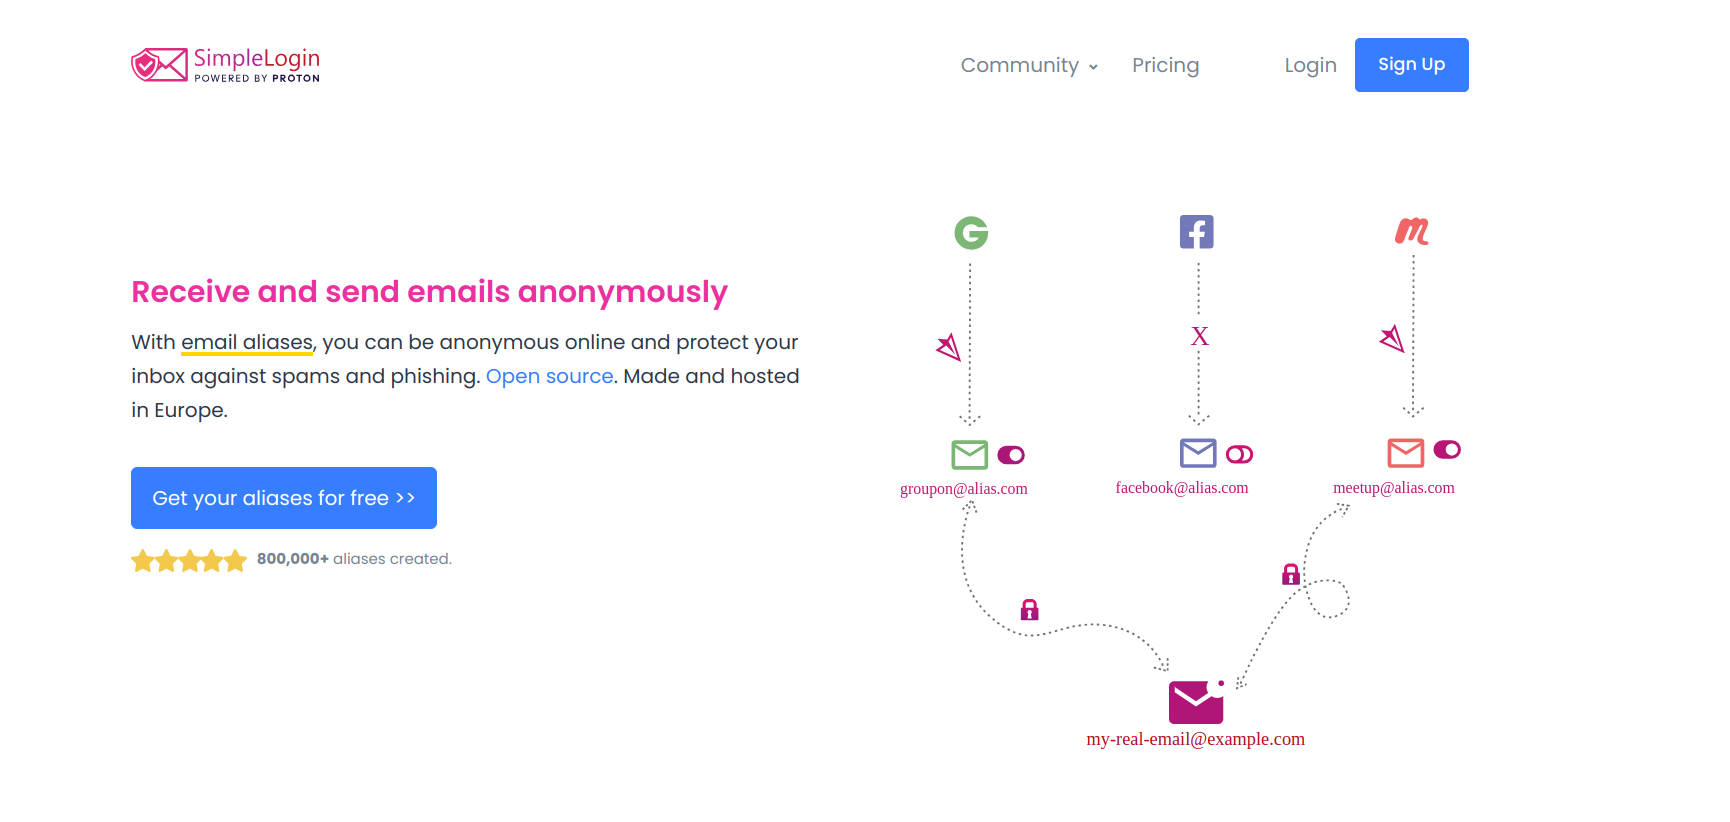 SimpleLogin
POWERED BY PROTON
Community
Pricing
Login
Sign Up
Receive and send emails anonymously
With email aliases, you can be anonymous online and protect your
inbox against spams and phishing. Open source. Made and hosted
in Europe.
Get your aliases for free >>
800,000+ aliases created.
G
f
m
X
groupon@alias.com
facebook@alias.com
meetup@alias.com
my-real-email@example.com